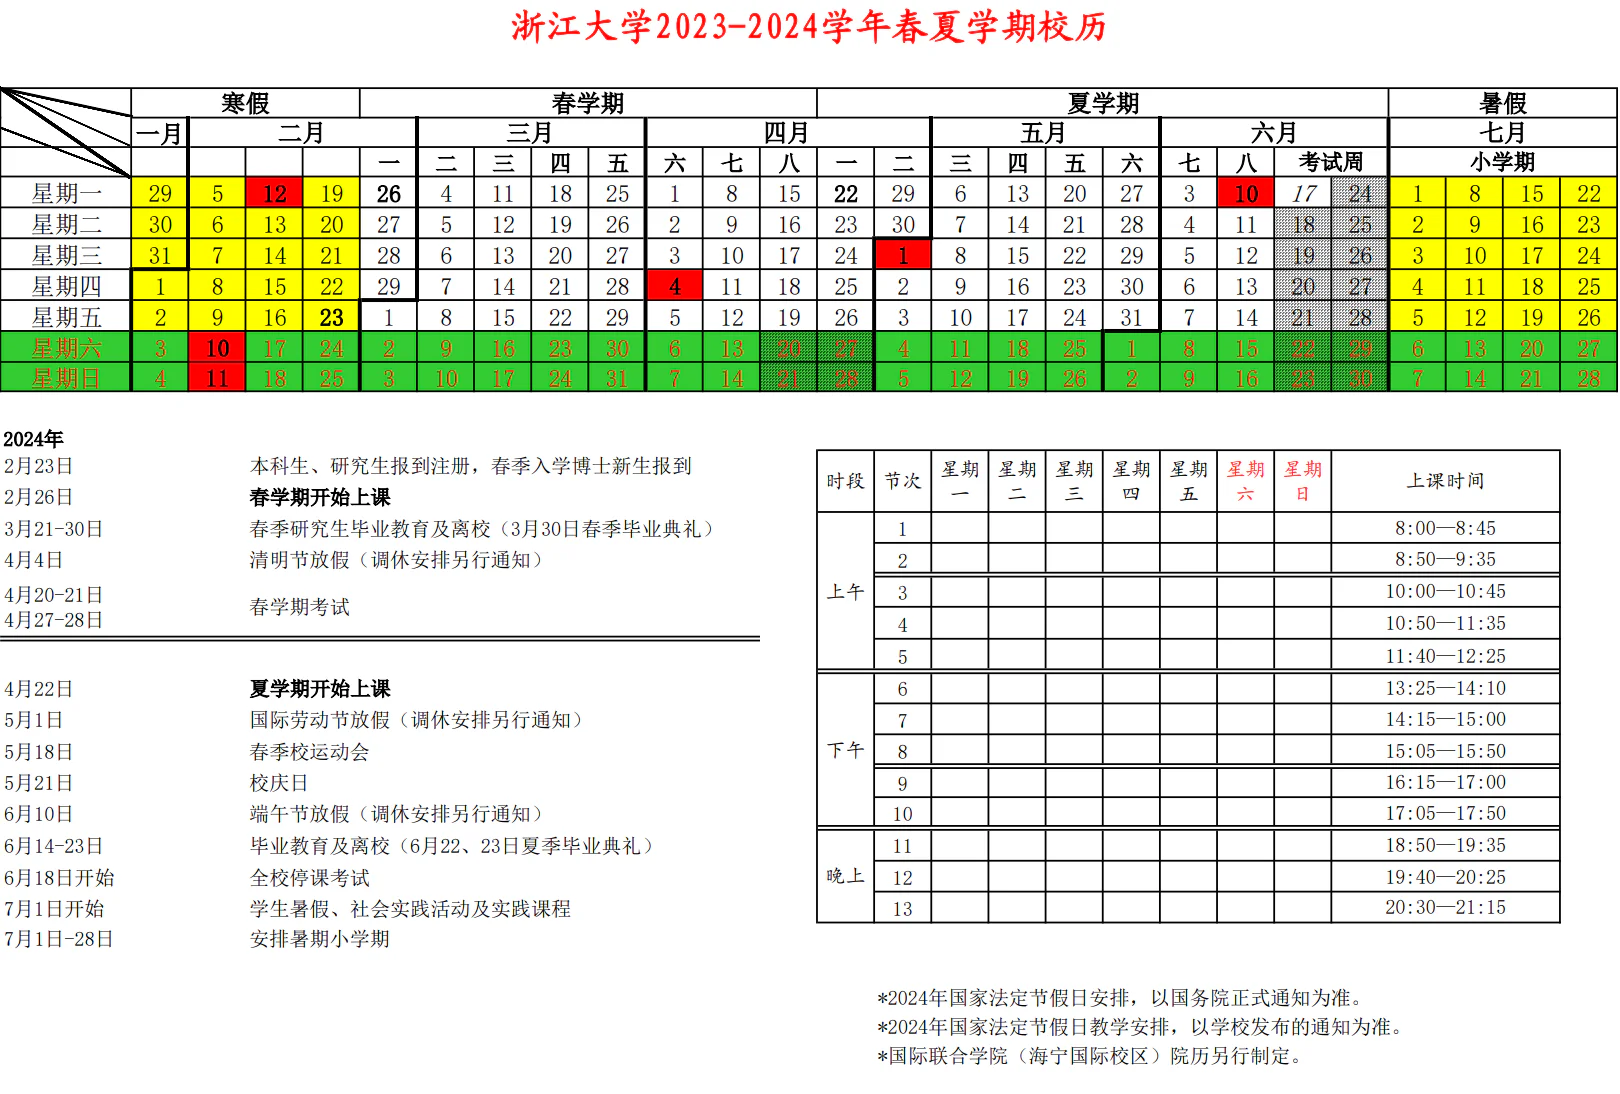 浙江大学2023-2024学年春夏学期校历
寒假 春学期 夏学期 暑假
一月 二月 三月 四月 五月 六月 七月
一 二 三 四 五 六 七 八 一 二 三 四 五 六 七 八 考试周 小学期
星期一 29 5 12 19 26 4 11 18 25 1 8 15 22 29 6 13 20 27 3 10 17 24 1 8 15 22
星期二 30 6 13 20 27 5 12 19 26 2 9 16 23 30 7 14 21 28 4 11 18 25 2 9 16 23
星期三 31 7 14 21 28 6 13 20 27 3 10 17 24 1 8 15 22 29 5 12 19 26 3 10 17 24
星期四 1 8 15 22 29 7 14 21 28 4 11 18 25 2 9 16 23 30 6 13 20 27 4 11 18 25
星期五 2 9 16 23 1 8 15 22 29 5 12 19 26 3 10 17 24 31 7 14 21 28 5 12 19 26
星期六 3 10 17 24 2 9 16 23 30 6 13 20 27 4 11 18 25 1 8 15 22 29 6 13 20 27
星期日 4 11 18 25 3 10 17 24 31 7 14 21 28 5 12 19 26 2 9 16 23 30 7 14 21 28
2024年
2月23日 本科生、研究生报到注册，春季入学博士新生报到
2月26日 春学期开始上课
3月21-30日 春季研究生毕业教育及离校（3月30日春季毕业典礼）
4月4日 清明节放假（调休安排另行通知）
4月20-21日
4月27-28日 春学期考试
4月22日 夏学期开始上课
5月1日 国际劳动节放假（调休安排另行通知）
5月18日 春季校运动会
5月21日 校庆日
6月10日 端午节放假（调休安排另行通知）
6月14-23日 毕业教育及离校（6月22、23日夏季毕业典礼）
6月18日开始 全校停课考试
7月1日开始 学生暑假、社会实践活动及实践课程
7月1日-28日 安排暑期小学期
时段 节次 星期一 星期二 星期三 星期四 星期五 星期六 星期日 上课时间
上午
1 8:00—8:45
2 8:50—9:35
3 10:00—10:45
4 10:50—11:35
5 11:40—12:25
下午
6 13:25—14:10
7 14:15—15:00
8 15:05—15:50
9 16:15—17:00
10 17:05—17:50
晚上
11 18:50—19:35
12 19:40—20:25
13 20:30—21:15
*2024年国家法定节假日安排，以国务院正式通知为准。
*2024年国家法定节假日教学安排，以学校发布的通知为准。
*国际联合学院（海宁国际校区）院历另行制定。